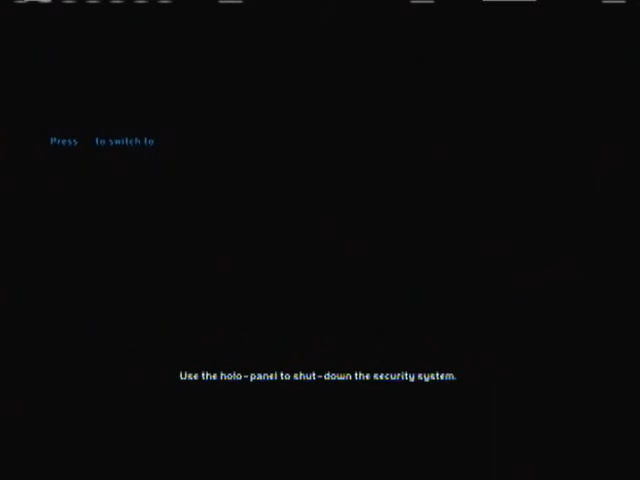 Press to switch to
Use the holo-panel to shut-down the security system.